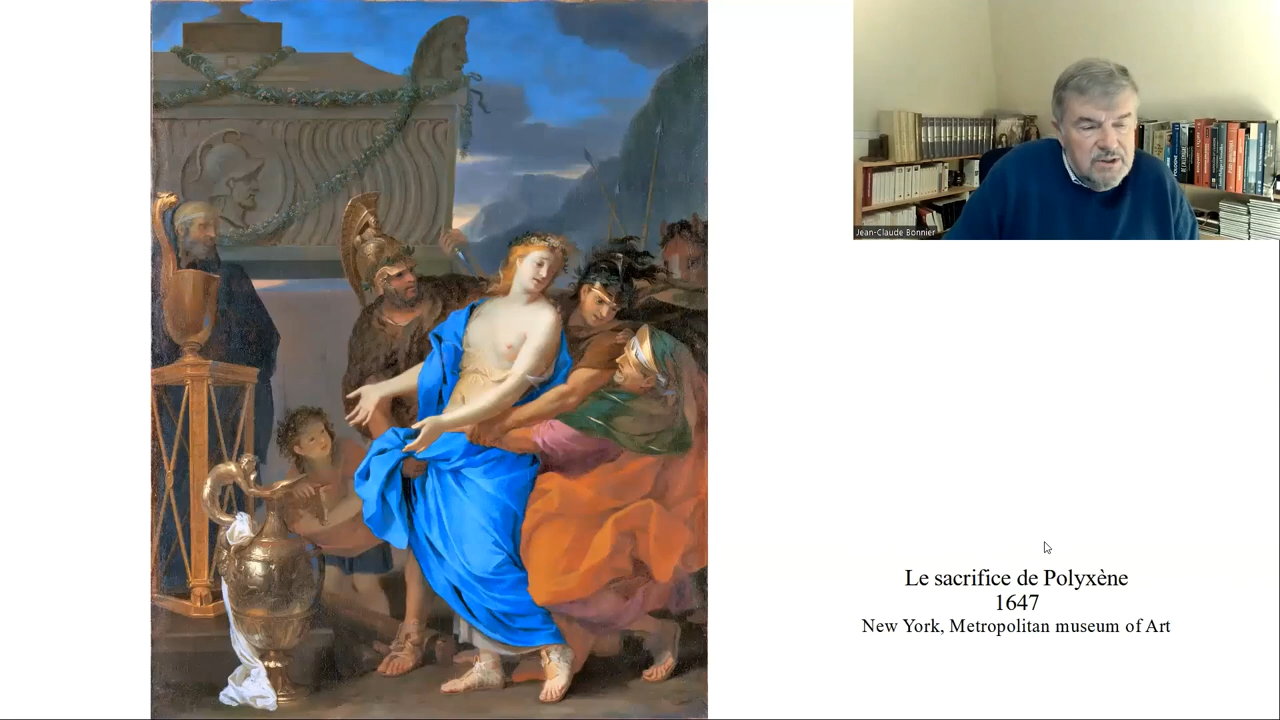 Jean-Claude Bonnier
Le sacrifice de Polyxène
1647
New York, Metropolitan museum of Art